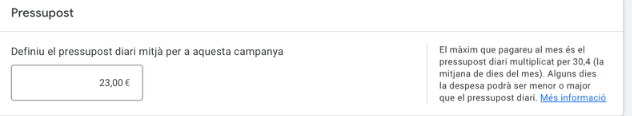 Pressupost
Definiu el pressupost diari mitjà per a aquesta campanya
23,00 €
El màxim que pagareu al mes és el
pressupost diari multiplicat per 30,4 (la
mitjana de dies del mes). Alguns dies
la despesa podrà ser menor o major
que el pressupost diari. Més informació